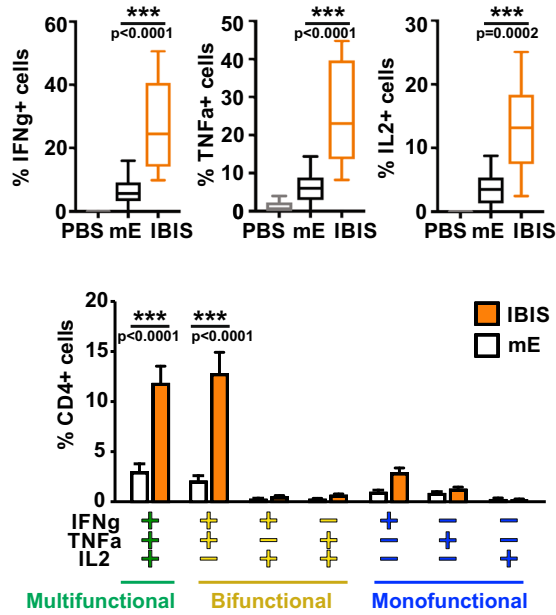 ***
p<0.0001
% IFNg+ cells
60
40
20
0
PBS mE IBIS
***
p<0.0001
% TNFa+ cells
50
40
30
20
10
0
PBS mE IBIS
***
p=0.0002
% IL2+ cells
30
20
10
0
PBS mE IBIS
% CD4+ cells
20
15
10
5
0
*** ***
p<0.0001 p<0.0001
IBIS
mE
IFNg + + + − + − −
TNFa + + − + − + −
IL2 + − + + − − +
Multifunctional Bifunctional Monofunctional